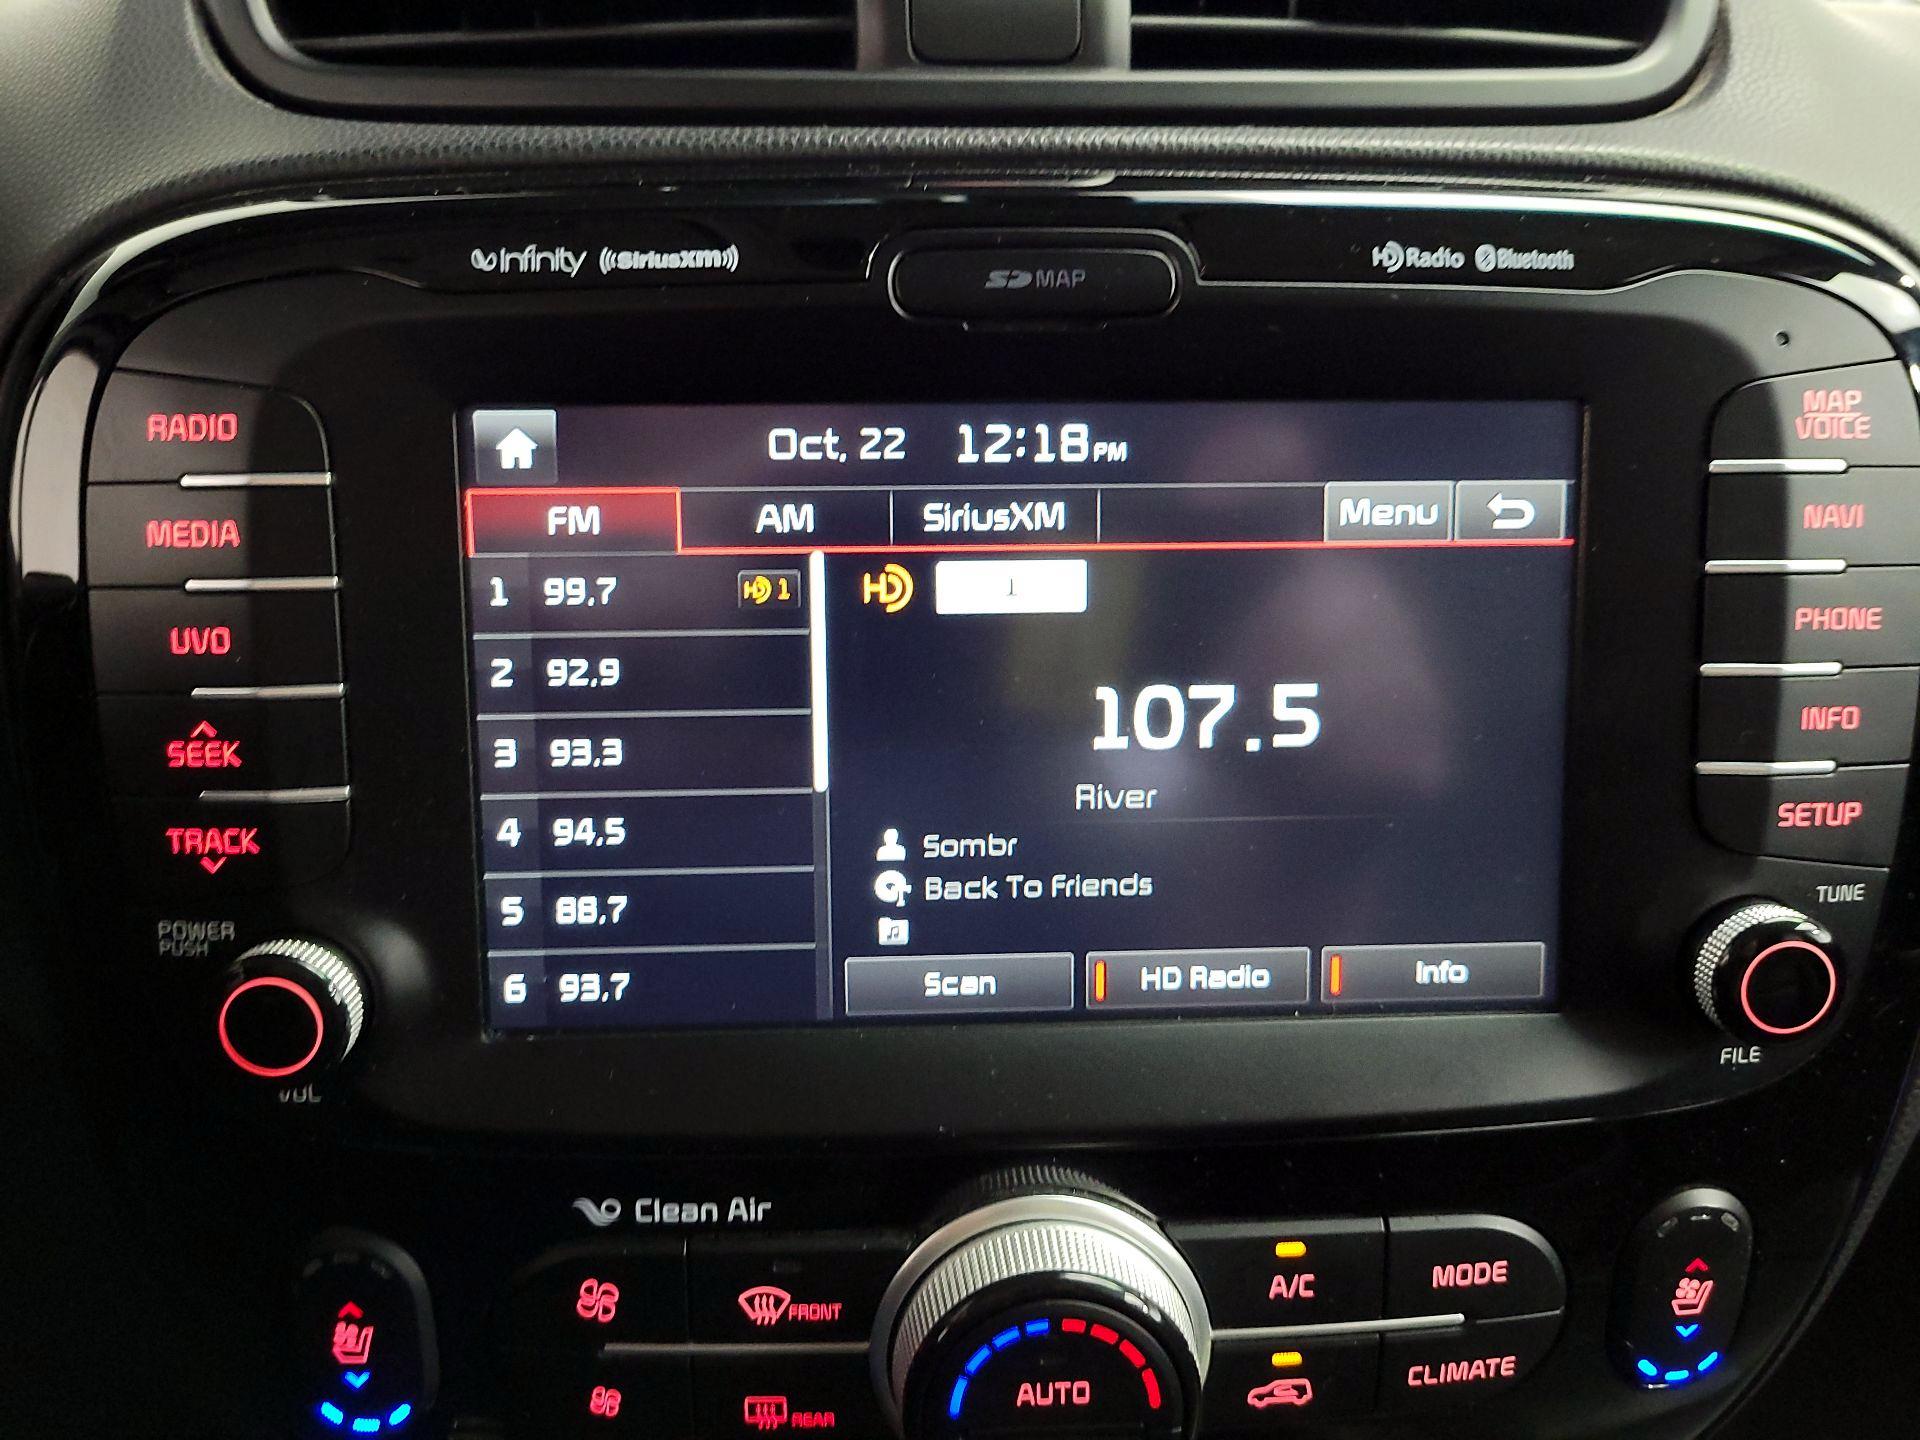 Infinity ((SiriusXM))
SD MAP
HD Radio Bluetooth
RADIO
MEDIA
UVO
SEEK
TRACK
POWER
PUSH
VOL
Oct, 22 12:18 PM
FM AM SiriusXM Menu
1 99.7 HD 1
2 92.9
3 93.3
4 94.5
5 88.7
6 93.7
HD 1
107.5
River
Sombr
Back To Friends
Scan HD Radio Info
MAP
VOICE
NAVI
PHONE
INFO
SETUP
TUNE
FILE
Clean Air
FRONT
REAR
AUTO
A/C
MODE
CLIMATE